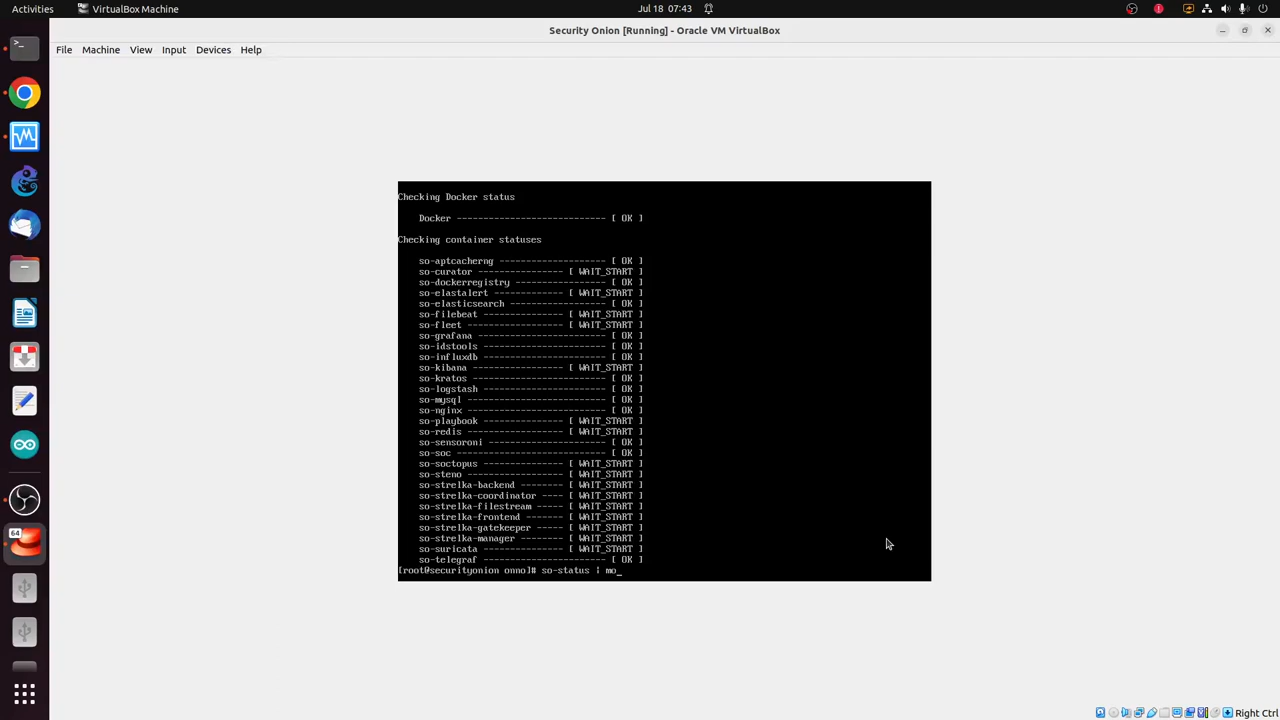 Activities VirtualBox Machine Jul 18 07:43
Security Onion [Running] - Oracle VM VirtualBox
File Machine View Input Devices Help
Checking Docker status
Docker ---------------------------- [ OK ]
Checking container statuses
so-aptcacherng -------------------- [ OK ]
so-curator ---------------- [ WAIT_START ]
so-dockerregistry ----------------- [ OK ]
so-elastalert ------------- [ WAIT_START ]
so-elasticsearch ------------------ [ OK ]
so-filebeat --------------- [ WAIT_START ]
so-fleet ------------------ [ WAIT_START ]
so-grafana ------------------------ [ OK ]
so-idstools ----------------------- [ OK ]
so-influxdb ----------------------- [ OK ]
so-kibana ----------------- [ WAIT_START ]
so-kratos ------------------------- [ OK ]
so-logstash ----------------------- [ OK ]
so-mysql -------------------------- [ OK ]
so-nginx -------------------------- [ OK ]
so-playbook --------------- [ WAIT_START ]
so-redis ------------------ [ WAIT_START ]
so-sensoroni ---------------------- [ OK ]
so-soc ---------------------------- [ OK ]
so-soctopus --------------- [ WAIT_START ]
so-steno ------------------ [ WAIT_START ]
so-strelka-backend -------- [ WAIT_START ]
so-strelka-coordinator ---- [ WAIT_START ]
so-strelka-filestream ----- [ WAIT_START ]
so-strelka-frontend ------- [ WAIT_START ]
so-strelka-gatekeeper ----- [ WAIT_START ]
so-strelka-manager -------- [ WAIT_START ]
so-suricata --------------- [ WAIT_START ]
so-telegraf ----------------------- [ OK ]
[root@securityonion onno]# so-status | mo_
64
Right Ctrl